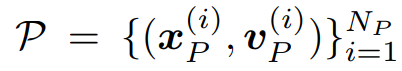 𝒫 = {(𝒙_P^{(i)}, 𝒗_P^{(i)})}_{i=1}^{N_P}